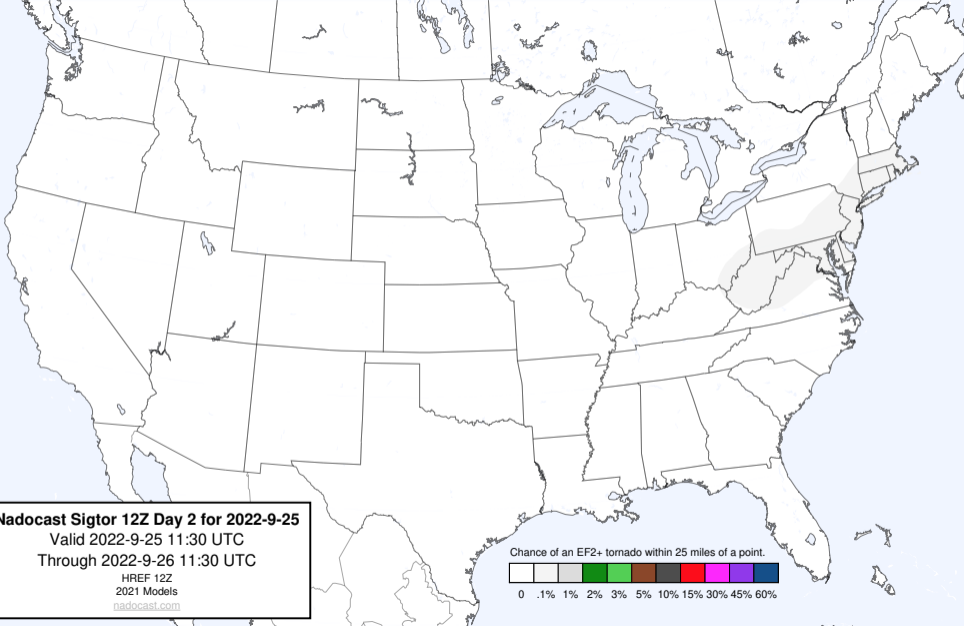 Nadocast Sigtor 12Z Day 2 for 2022-9-25
Valid 2022-9-25 11:30 UTC
Through 2022-9-26 11:30 UTC
HREF 12Z
2021 Models
nadocast.com
Chance of an EF2+ tornado within 25 miles of a point.
0 .1% 1% 2% 3% 5% 10% 15% 30% 45% 60%